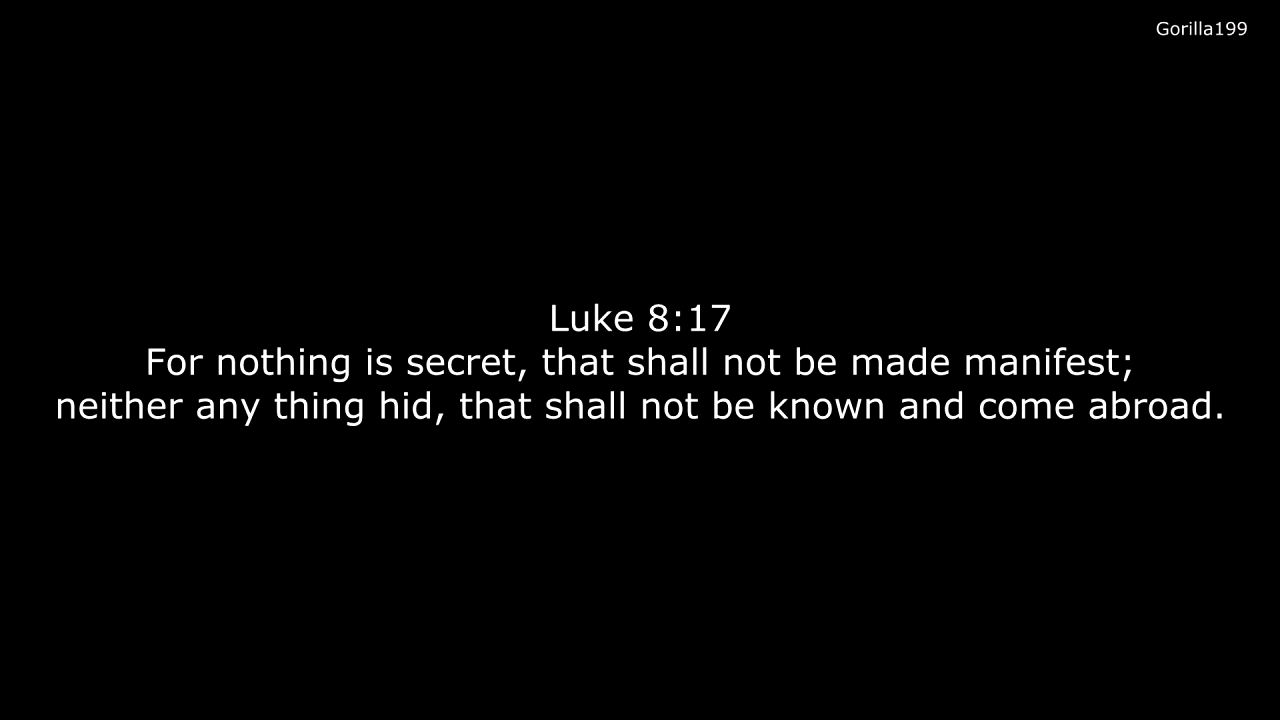 Gorilla199
Luke 8:17
For nothing is secret, that shall not be made manifest;
neither any thing hid, that shall not be known and come abroad.